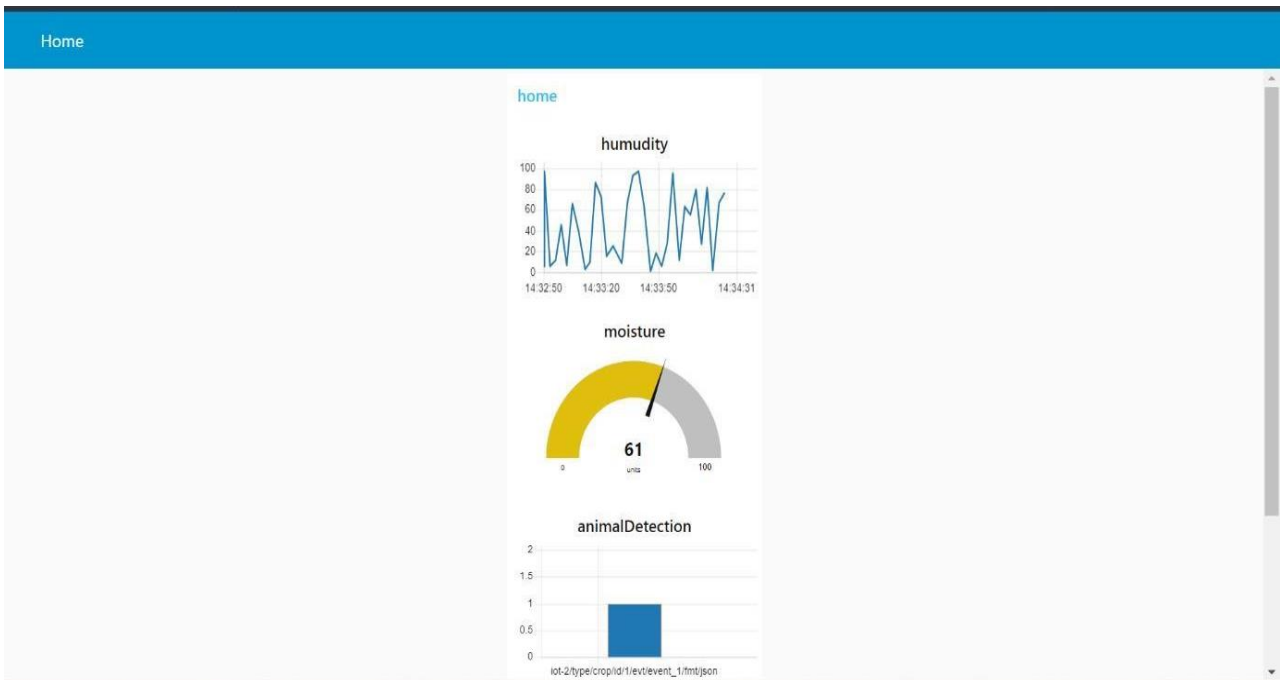 Home
home
humudity
100
80
60
40
20
0
14:32:50 14:33:20 14:33:50 14:34:31
moisture
61
0 units 100
animalDetection
2
1.5
1
0.5
0
iot-2/type/crop/id/1/evt/event_1/fmt/json